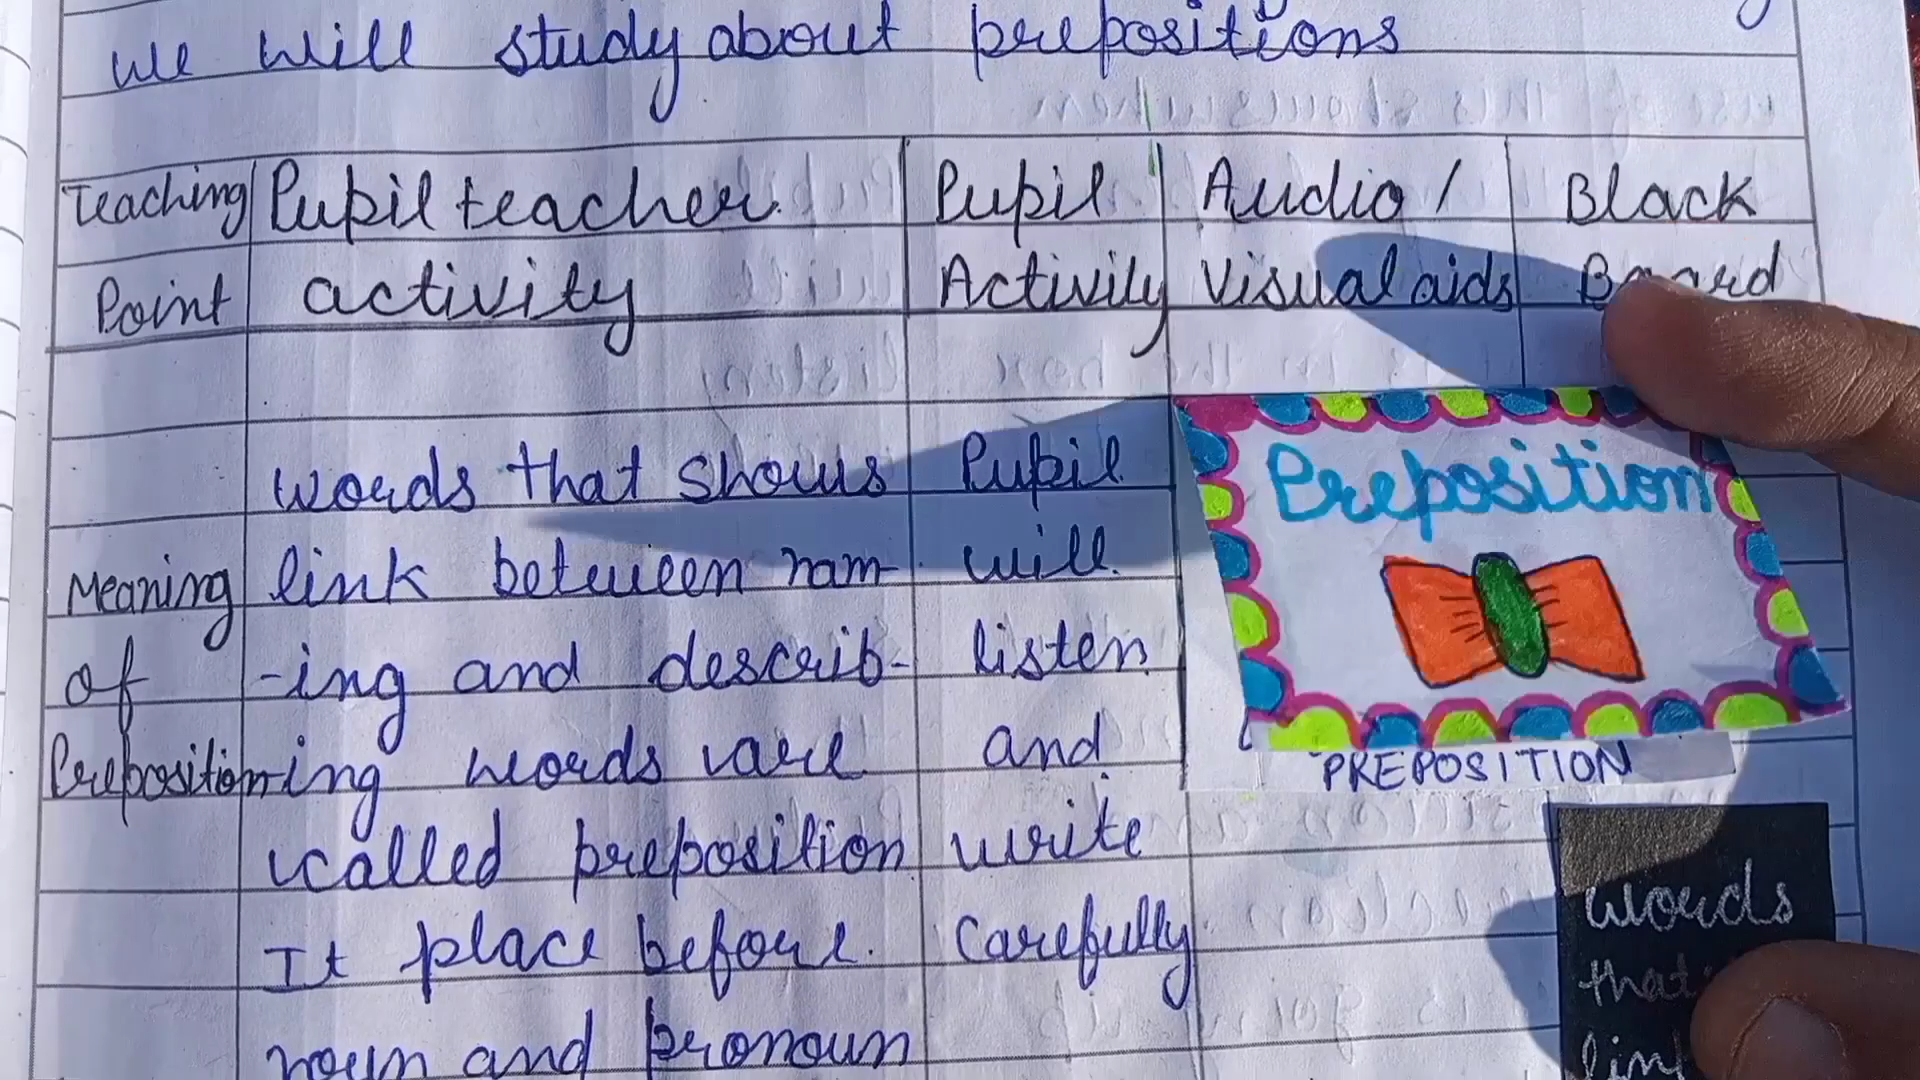 we will study about prepositions
Teaching Point
Pupil teacher activity
Pupil Activity
Audio / Visual aids
Black Board
Meaning
of
Preposition
words that shows
link between nam-
-ing and describ-
-ing words are
called preposition
It place before
noun and pronoun
Pupil
will
listen
and
write
Carefully
Preposition
PREPOSITION
words
that